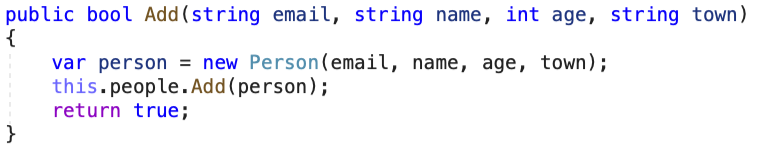 public bool Add(string email, string name, int age, string town)
{
    var person = new Person(email, name, age, town);
    this.people.Add(person);
    return true;
}